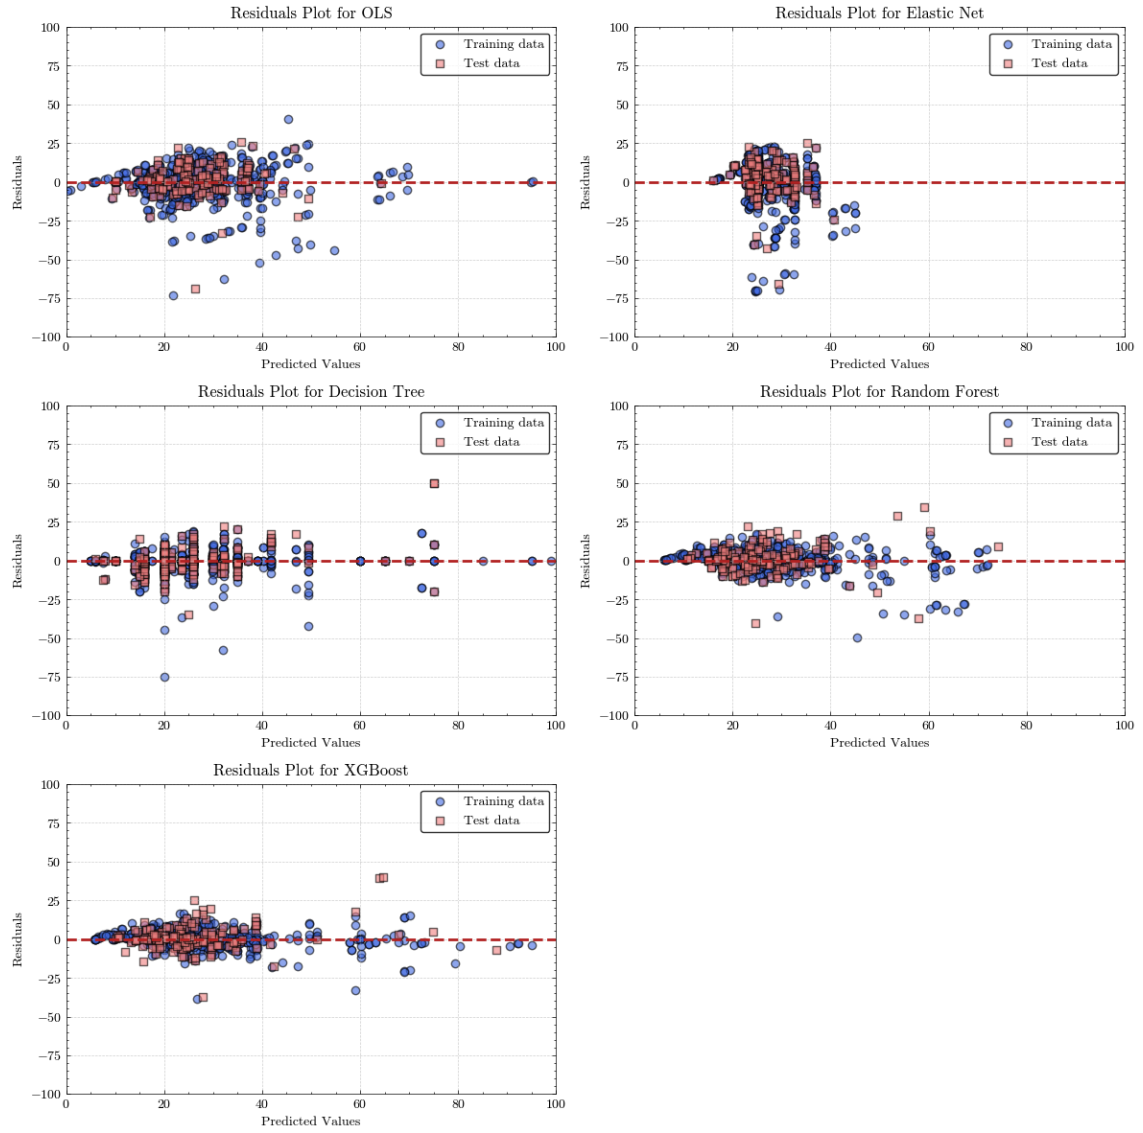 Residuals Plot for OLS
100
75
50
25
0
−25
−50
−75
−100
Residuals
Training data
Test data
0 20 40 60 80 100
Predicted Values
Residuals Plot for Elastic Net
100
75
50
25
0
−25
−50
−75
−100
Residuals
Training data
Test data
0 20 40 60 80 100
Predicted Values
Residuals Plot for Decision Tree
100
75
50
25
0
−25
−50
−75
−100
Residuals
Training data
Test data
0 20 40 60 80 100
Predicted Values
Residuals Plot for Random Forest
100
75
50
25
0
−25
−50
−75
−100
Residuals
Training data
Test data
0 20 40 60 80 100
Predicted Values
Residuals Plot for XGBoost
100
75
50
25
0
−25
−50
−75
−100
Residuals
Training data
Test data
0 20 40 60 80 100
Predicted Values